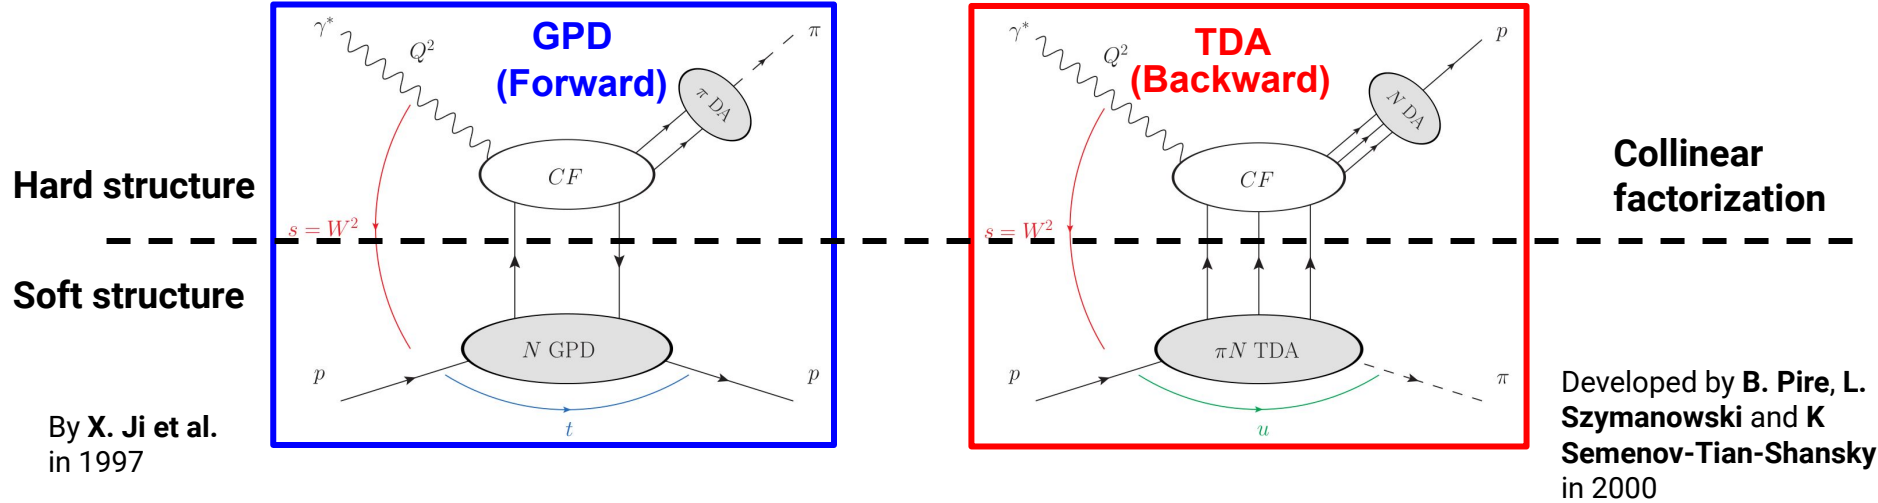 Hard structure
Soft structure
By X. Ji et al.
in 1997
γ*
Q²
GPD
(Forward)
π
π DA
CF
s = W²
N GPD
p
p
t
γ*
Q²
TDA
(Backward)
p
N DA
CF
s = W²
πN TDA
p
π
u
Collinear
factorization
Developed by B. Pire, L.
Szymanowski and K
Semenov-Tian-Shansky
in 2000